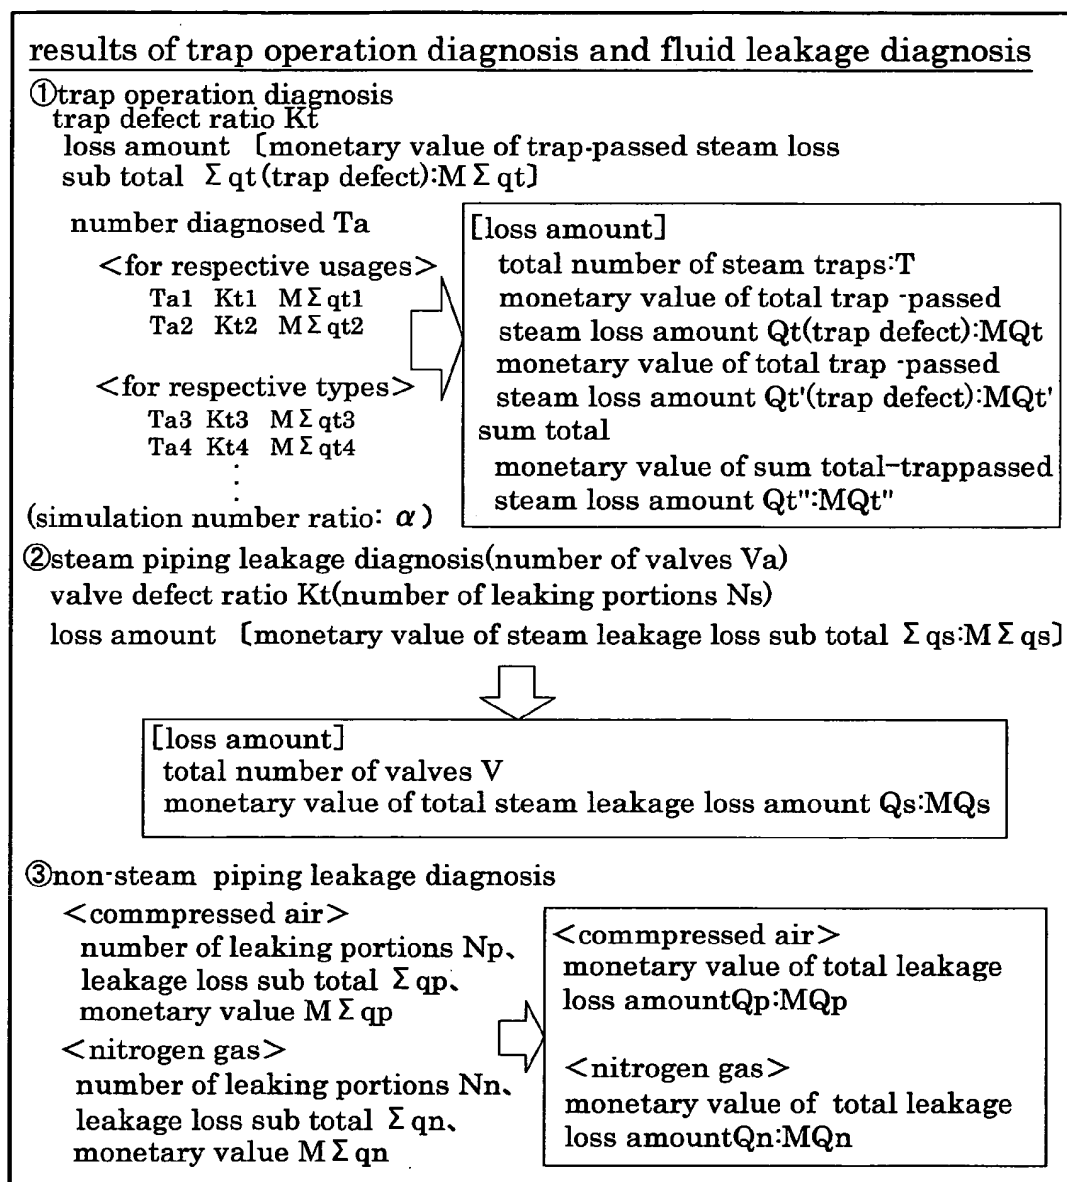 results of trap operation diagnosis and fluid leakage diagnosis
①trap operation diagnosis
trap defect ratio Kt
loss amount〔monetary value of trap-passed steam loss
sub total Σqt(trap defect):MΣqt〕
number diagnosed Ta
<for respective usages>
Ta1 Kt1 MΣqt1
Ta2 Kt2 MΣqt2
<for respective types>
Ta3 Kt3 MΣqt3
Ta4 Kt4 MΣqt4
⋮
(simulation number ratio: α)
[loss amount]
total number of steam traps:T
monetary value of total trap -passed
steam loss amount Qt(trap defect):MQt
monetary value of total trap -passed
steam loss amount Qt'(trap defect):MQt'
sum total
monetary value of sum total-trappassed
steam loss amount Qt":MQt"
②steam piping leakage diagnosis(number of valves Va)
valve defect ratio Kt(number of leaking portions Ns)
loss amount〔monetary value of steam leakage loss sub total Σqs:MΣqs〕
[loss amount]
total number of valves V
monetary value of total steam leakage loss amount Qs:MQs
③non-steam piping leakage diagnosis
<commpressed air>
number of leaking portions Np、
leakage loss sub total Σqp、
monetary value MΣqp
<nitrogen gas>
number of leaking portions Nn、
leakage loss sub total Σqn、
monetary value MΣqn
<commpressed air>
monetary value of total leakage
loss amountQp:MQp
<nitrogen gas>
monetary value of total leakage
loss amountQn:MQn